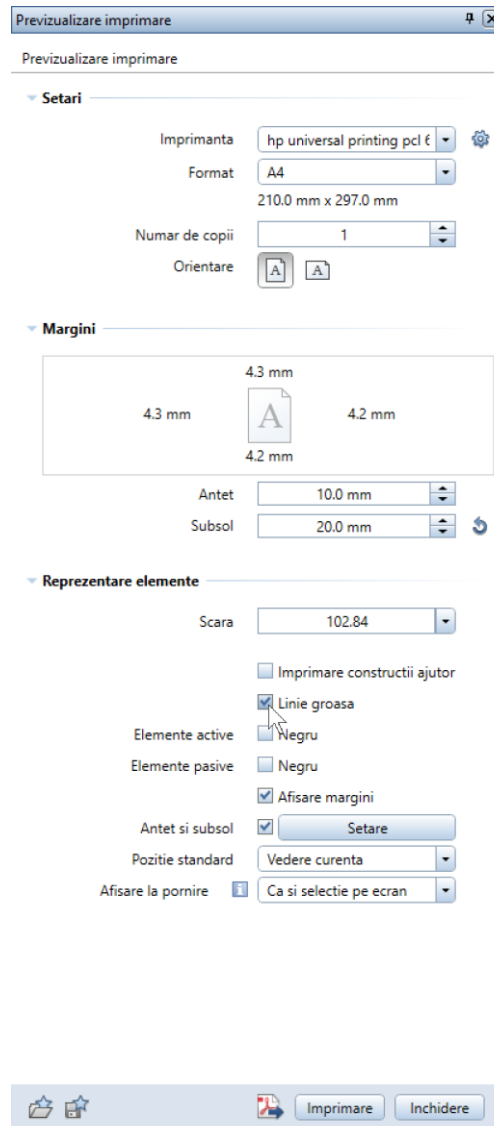 Previzualizare imprimare
Previzualizare imprimare
Setari
Imprimanta hp universal printing pcl 6
Format A4
210.0 mm x 297.0 mm
Numar de copii 1
Orientare A A
Margini
4.3 mm
4.3 mm A 4.2 mm
4.2 mm
Antet 10.0 mm
Subsol 20.0 mm
Reprezentare elemente
Scara 102.84
Imprimare constructii ajutor
Linie groasa
Elemente active Negru
Elemente pasive Negru
Afisare margini
Antet si subsol Setare
Pozitie standard Vedere curenta
Afisare la pornire i Ca si selectie pe ecran
Imprimare Inchidere